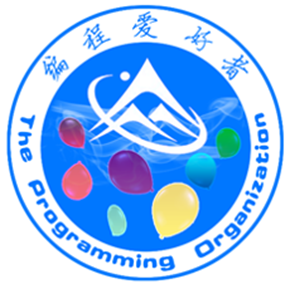 编程爱好者
The Programming Organization